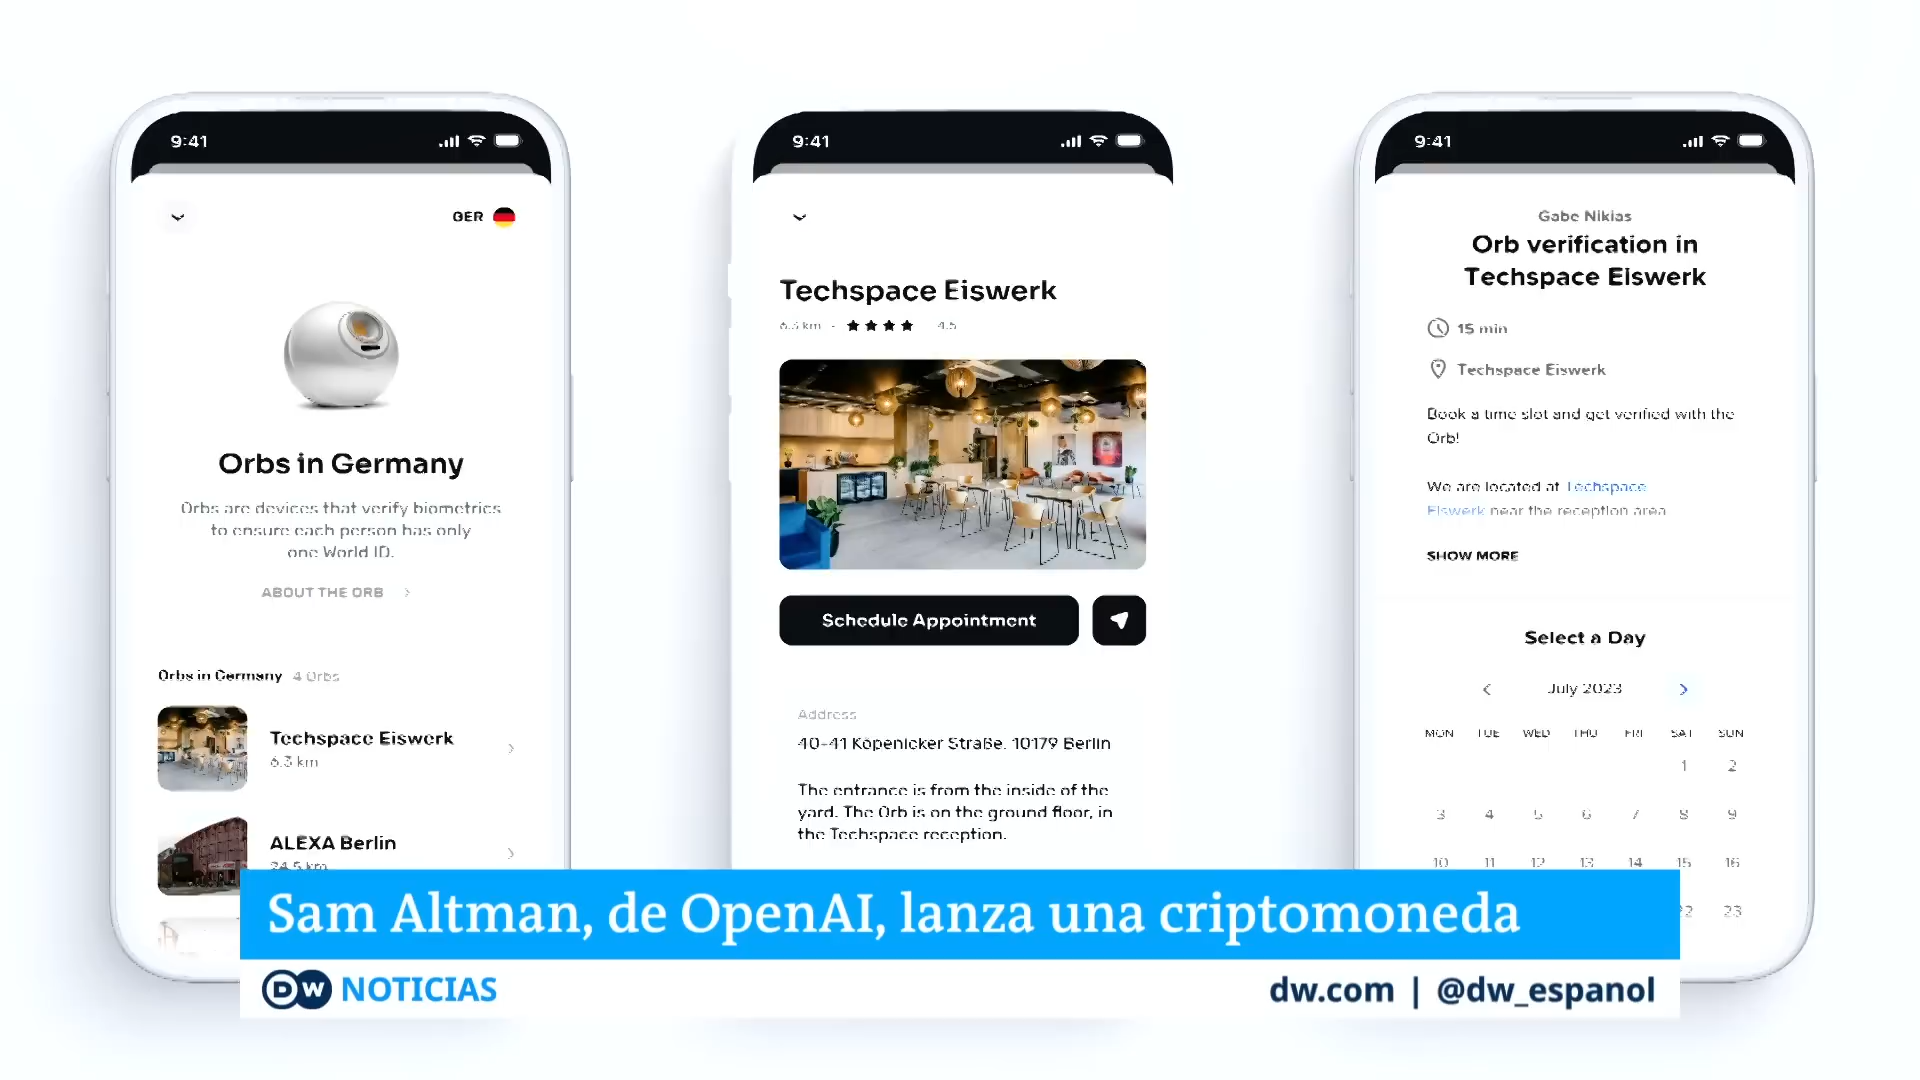 9:41
GER
Orbs in Germany
Orbs are devices that verify biometrics
to ensure each person has only
one World ID.
ABOUT THE ORB
Orbs in Germany 4 Orbs
Techspace Eiswerk
6.3 km
ALEXA Berlin
24.5 km
9:41
Techspace Eiswerk
6.3 km - 4.5
Schedule Appointment
Address
40-41 Köpenicker Straße, 10179 Berlin
The entrance is from the inside of the
yard. The Orb is on the ground floor, in
the Techspace reception.
9:41
Gabe Niklas
Orb verification in
Techspace Eiswerk
15 min
Techspace Eiswerk
Book a time slot and get verified with the
Orb!
We are located at Techspace
Eiswerk near the reception area
SHOW MORE
Select a Day
July 2023
MON TUE WED THU FRI SAT SUN
1 2
3 4 5 6 7 8 9
10 11 12 13 14 15 16
22 23
Sam Altman, de OpenAI, lanza una criptomoneda
DW NOTICIAS
dw.com | @dw_espanol